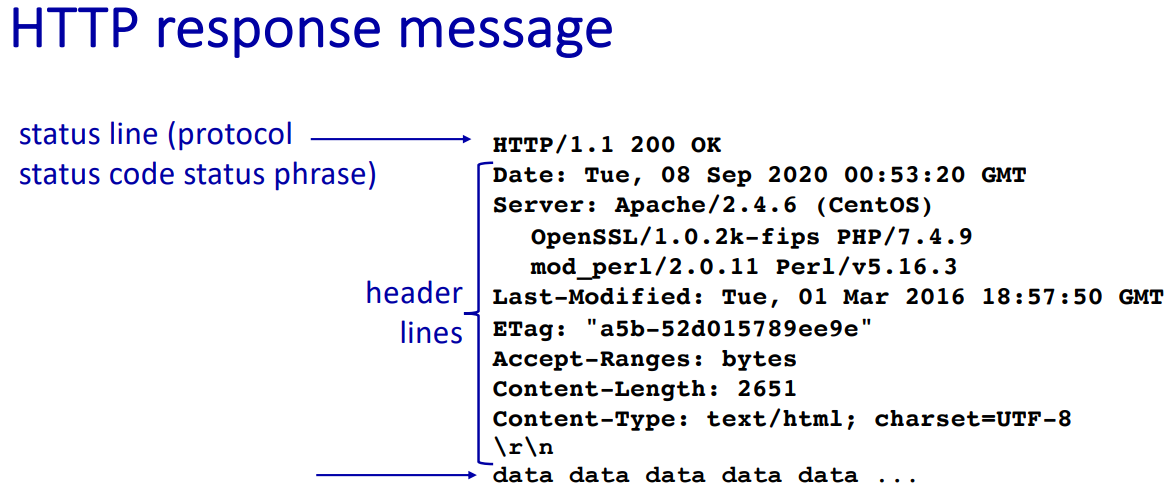 HTTP response message
status line (protocol
status code status phrase)
header
lines
HTTP/1.1 200 OK
Date: Tue, 08 Sep 2020 00:53:20 GMT
Server: Apache/2.4.6 (CentOS)
OpenSSL/1.0.2k-fips PHP/7.4.9
mod_perl/2.0.11 Perl/v5.16.3
Last-Modified: Tue, 01 Mar 2016 18:57:50 GMT
ETag: "a5b-52d015789ee9e"
Accept-Ranges: bytes
Content-Length: 2651
Content-Type: text/html; charset=UTF-8
\r\n
data data data data data ...